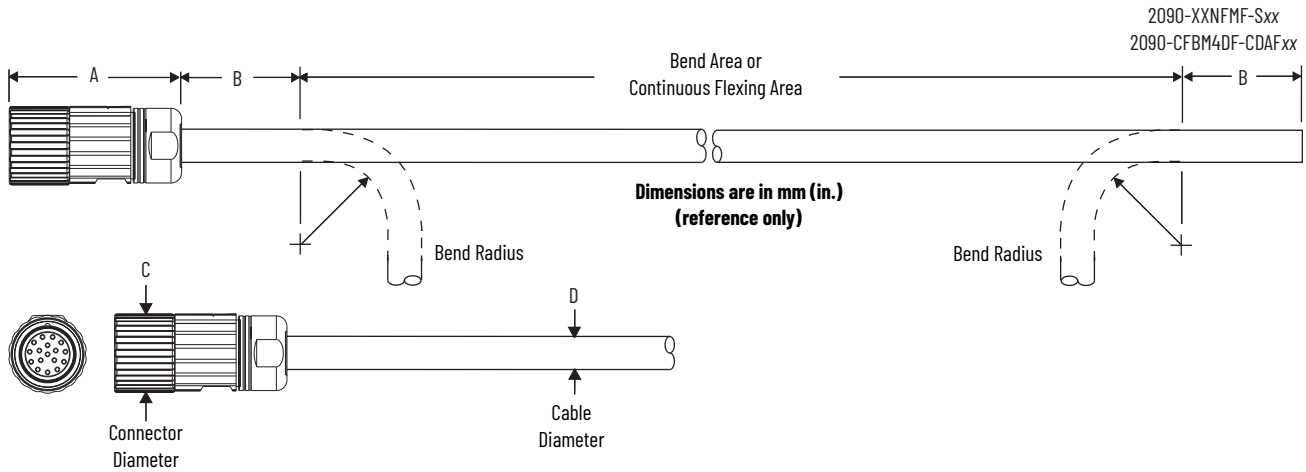 2090-XXNFMF-Sxx
2090-CFBM4DF-CDAFxx
A
B
Bend Area or
Continuous Flexing Area
B
Dimensions are in mm (in.)
(reference only)
Bend Radius
Bend Radius
C
D
Connector
Diameter
Cable
Diameter